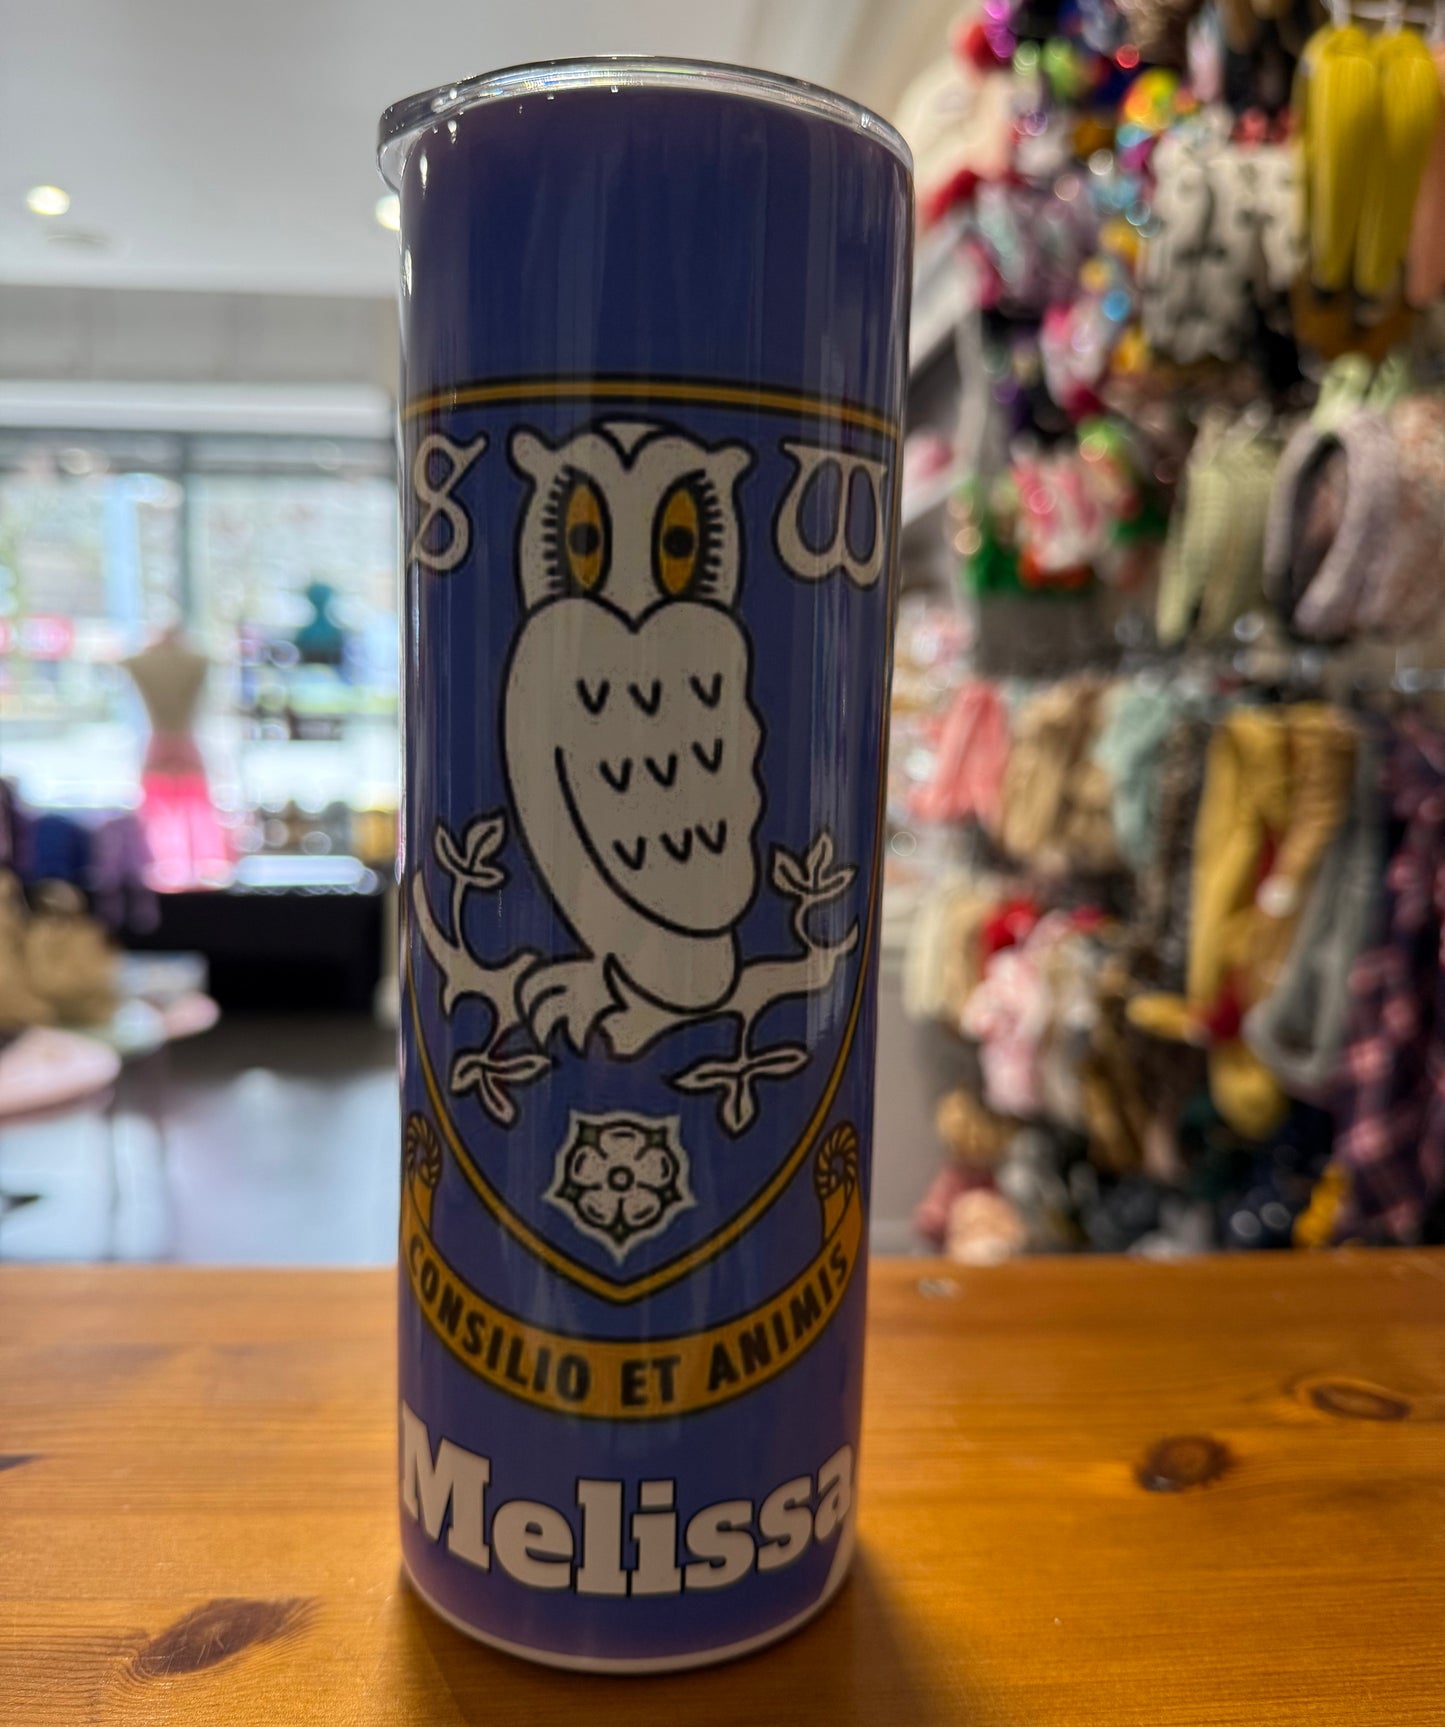 S W
CONSILIO ET ANIMIS
Melissa